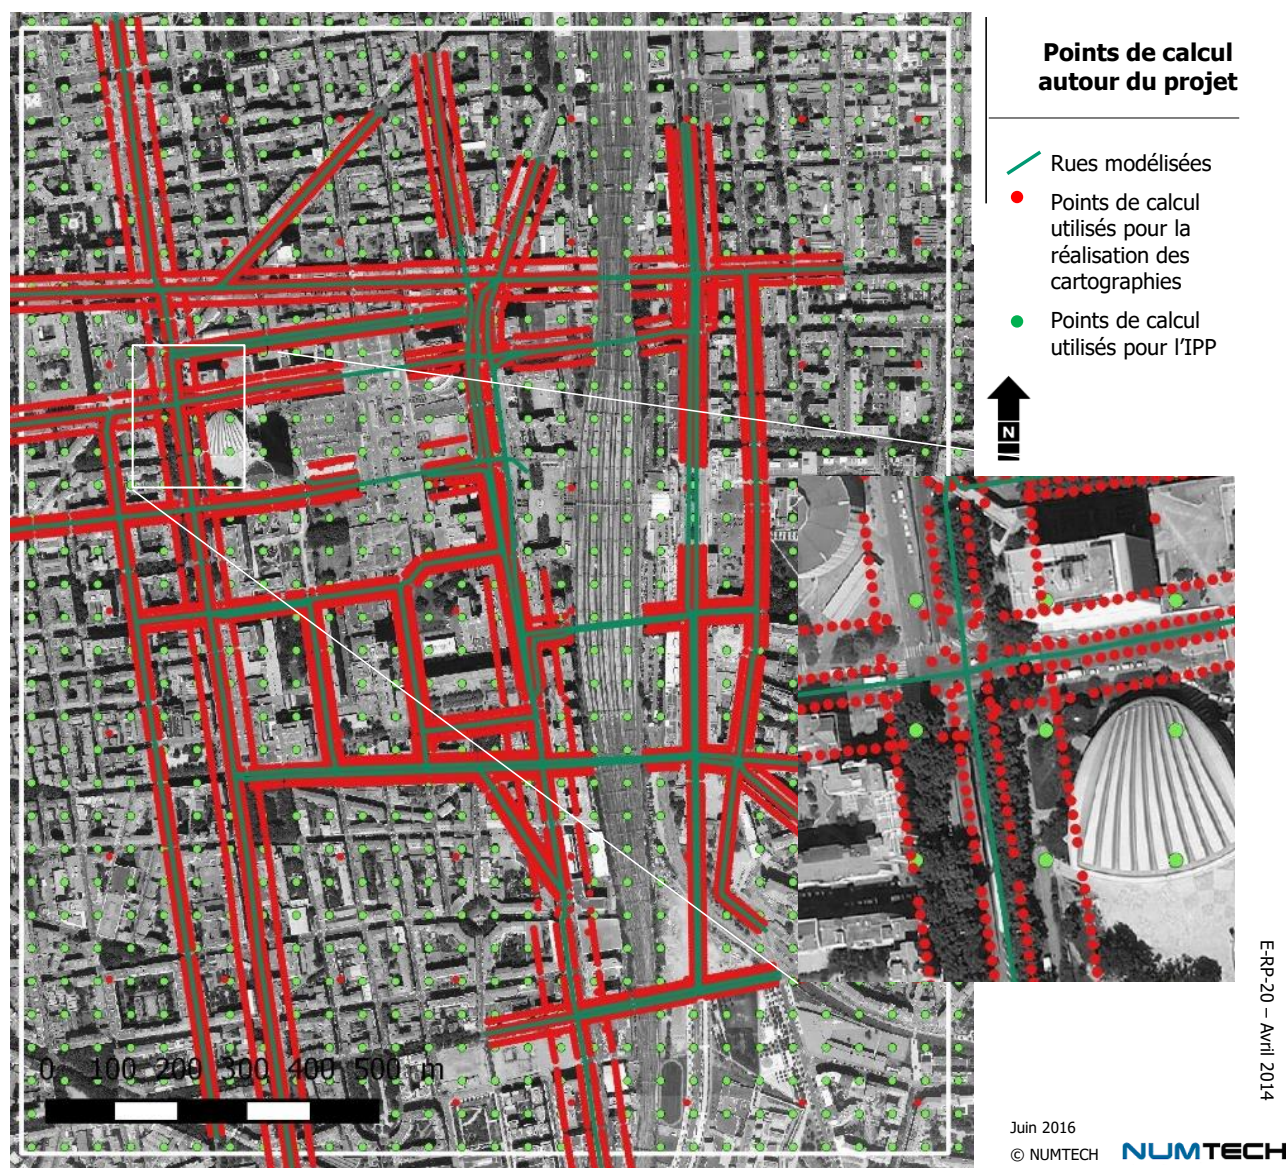 Points de calcul
autour du projet
Rues modélisées
Points de calcul
utilisés pour la
réalisation des
cartographies
Points de calcul
utilisés pour l'IPP
N
0 100 200 300 400 500 m
E-RP-20 – Avril 2014
Juin 2016
© NUMTECH NUMTECH